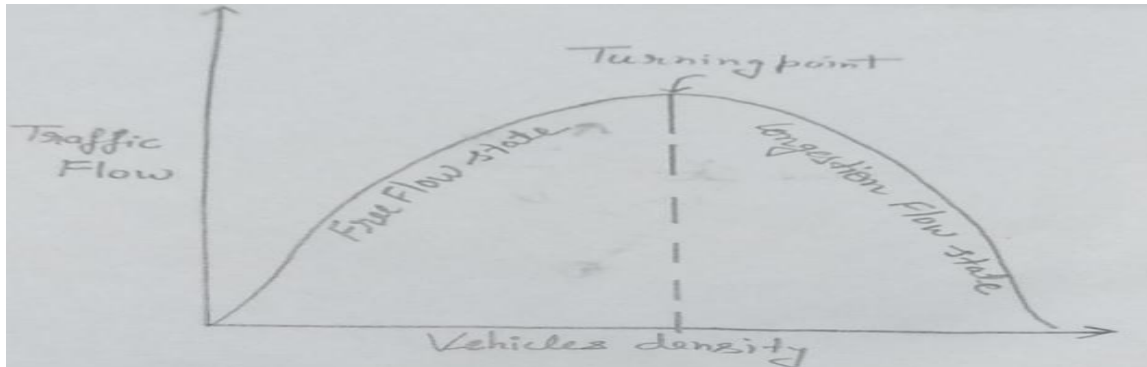 Turning point
Traffic
Flow
Free Flow state
Congestion Flow state
Vehicles density